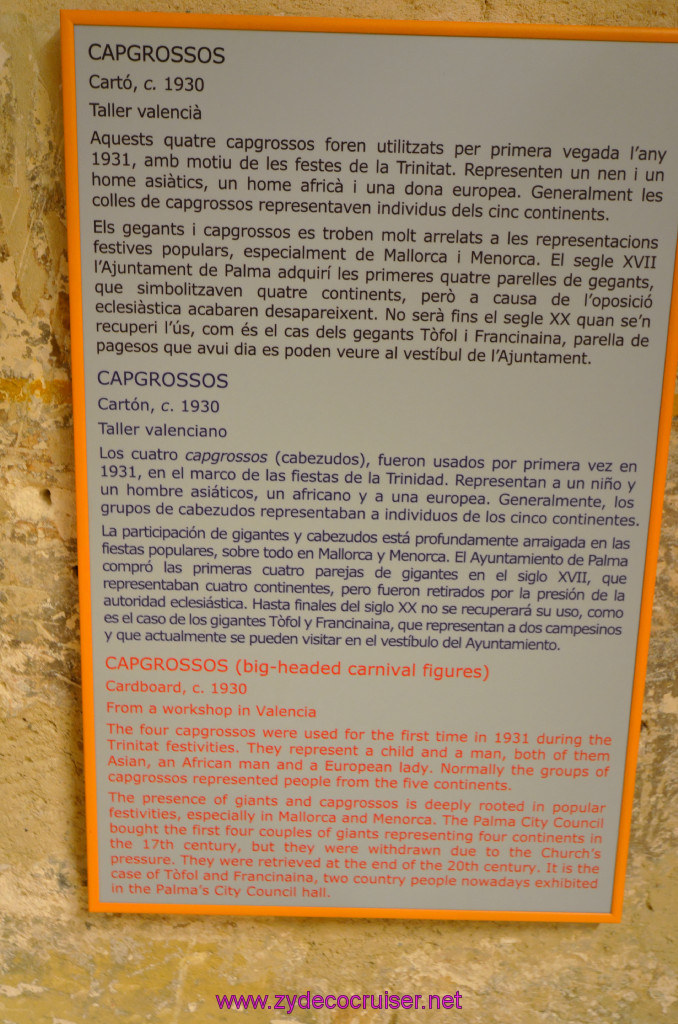 CAPGROSSOS
Cartó, c. 1930
Taller valencià
Aquests quatre capgrossos foren utilitzats per primera vegada l'any
1931, amb motiu de les festes de la Trinitat. Representen un nen i un
home asiàtics, un home africà i una dona europea. Generalment les
colles de capgrossos representaven individus dels cinc continents.
Els gegants i capgrossos es troben molt arrelats a les representacions
festives populars, especialment de Mallorca i Menorca. El segle XVII
l'Ajuntament de Palma adquirí les primeres quatre parelles de gegants,
que simbolitzaven quatre continents, però a causa de l'oposició
eclesiàstica acabaren desapareixent. No serà fins el segle XX quan se'n
recuperi l'ús, com és el cas dels gegants Tòfol i Francinaina, parella de
pagesos que avui dia es poden veure al vestíbul de l'Ajuntament.
CAPGROSSOS
Cartón, c. 1930
Taller valenciano
Los cuatro capgrossos (cabezudos), fueron usados por primera vez en
1931, en el marco de las fiestas de la Trinidad. Representan a un niño y
un hombre asiáticos, un africano y a una europea. Generalmente, los
grupos de cabezudos representaban a individuos de los cinco continentes.
La participación de gigantes y cabezudos está profundamente arraigada en las
fiestas populares, sobre todo en Mallorca y Menorca. El Ayuntamiento de Palma
compró las primeras cuatro parejas de gigantes en el siglo XVII, que
representaban cuatro continentes, pero fueron retirados por la presión de la
autoridad eclesiástica. Hasta finales del siglo XX no se recuperará su uso, como
es el caso de los gigantes Tòfol y Francinaina, que representan a dos campesinos
y que actualmente se pueden visitar en el vestíbulo del Ayuntamiento.
CAPGROSSOS (big-headed carnival figures)
Cardboard, c. 1930
From a workshop in Valencia
The four capgrossos were used for the first time in 1931 during the
Trinitat festivities. They represent a child and a man, both of them
Asian, an African man and a European lady. Normally the groups of
capgrossos represented people from the five continents.
The presence of giants and capgrossos is deeply rooted in popular
festivities, especially in Mallorca and Menorca. The Palma City Council
bought the first four couples of giants representing four continents in
the 17th century, but they were withdrawn due to the Church's
pressure. They were retrieved at the end of the 20th century. It is the
case of Tòfol and Francinaina, two country people nowadays exhibited
in the Palma's City Council hall.
www.zydecocruiser.net